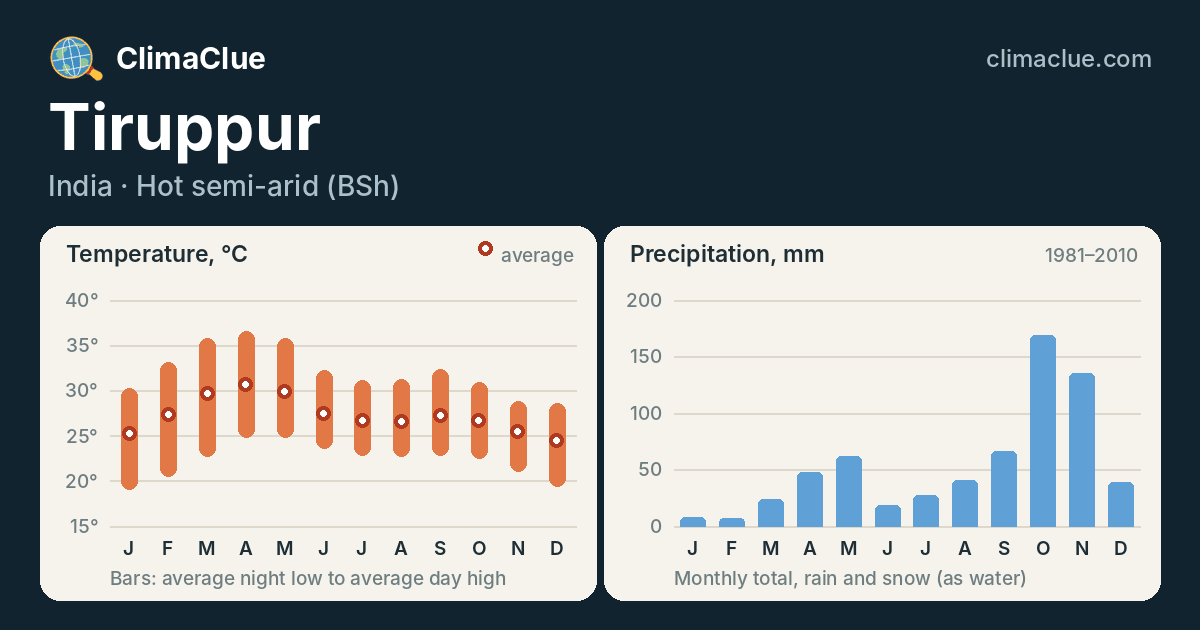 ClimaClue
climaclue.com
Tiruppur
India · Hot semi-arid (BSh)
Temperature, °C
average
40°
35°
30°
25°
20°
15°
J F M A M J J A S O N D
Bars: average night low to average day high
Precipitation, mm
1981–2010
200
150
100
50
0
J F M A M J J A S O N D
Monthly total, rain and snow (as water)